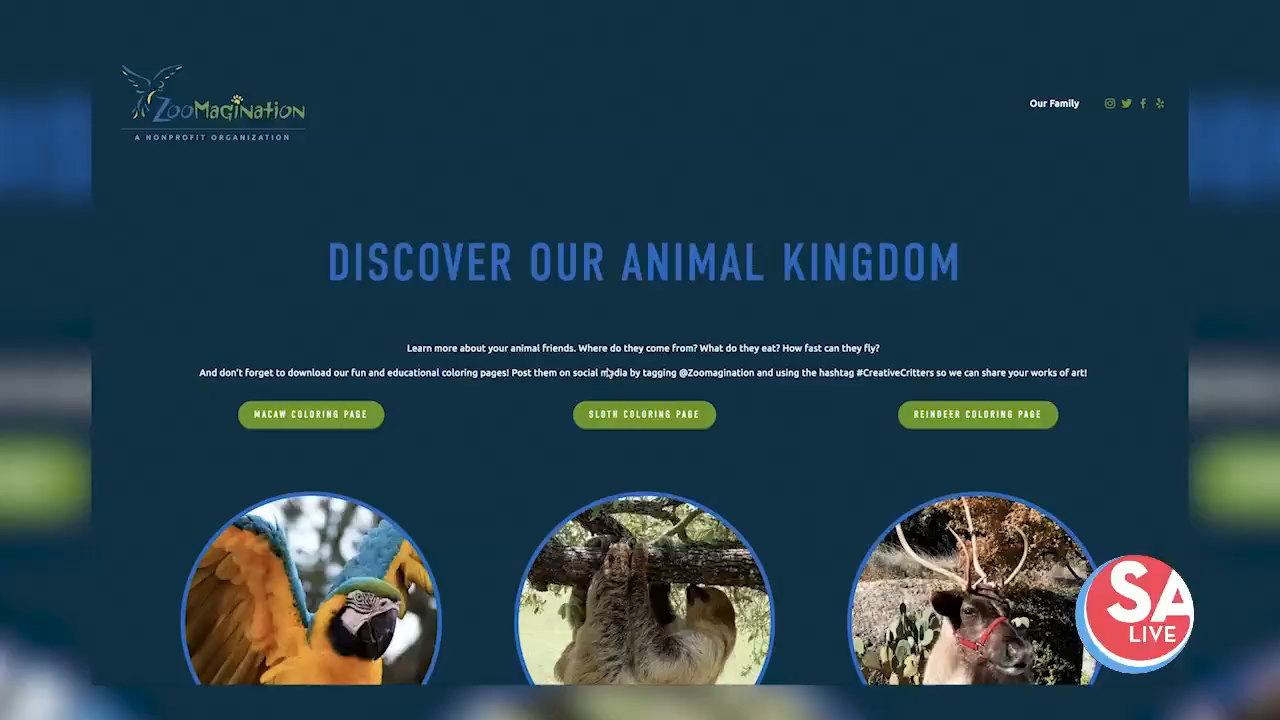 ZooMagination
A NONPROFIT ORGANIZATION
Our Family
DISCOVER OUR ANIMAL KINGDOM
Learn more about your animal friends. Where do they come from? What do they eat? How fast can they fly?
And don't forget to download our fun and educational coloring pages! Post them on social media by tagging @Zoomagination and using the hashtag #CreativeCritters so we can share your works of art!
MACAW COLORING PAGE
SLOTH COLORING PAGE
REINDEER COLORING PAGE
SA
LIVE